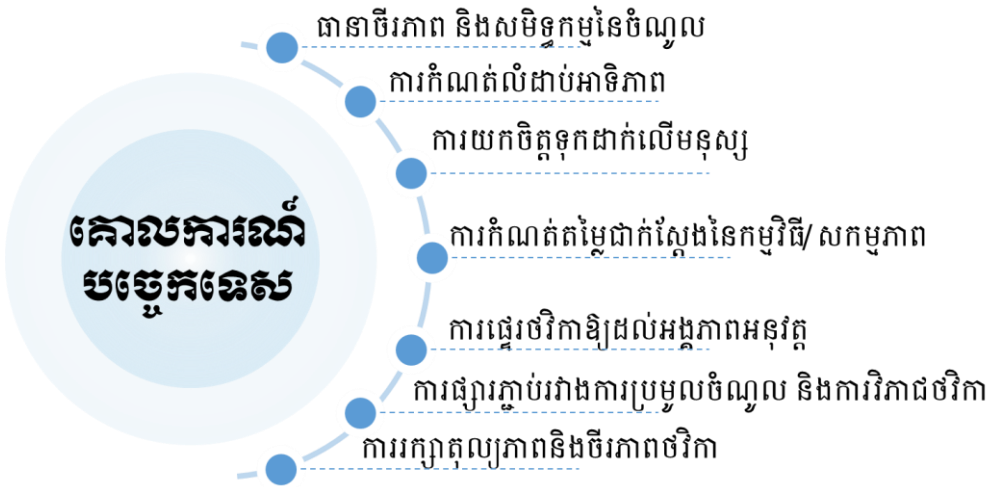 ធានាចីរភាព និងសមិទ្ធកម្មនៃចំណូល
ការកំណត់លំដាប់អាទិភាព
ការយកចិត្តទុកដាក់លើមនុស្ស
គោលការណ៍
បច្ចេកទេស
ការកំណត់តម្លៃជាក់ស្តែងនៃកម្មវិធី/ សកម្មភាព
ការផ្ទេរថវិកាឱ្យដល់អង្គភាពអនុវត្ត
ការផ្សារភ្ជាប់រវាងការប្រមូលចំណូល និងការវិភាជថវិកា
ការរក្សាតុល្យភាពនិងចីរភាពថវិកា